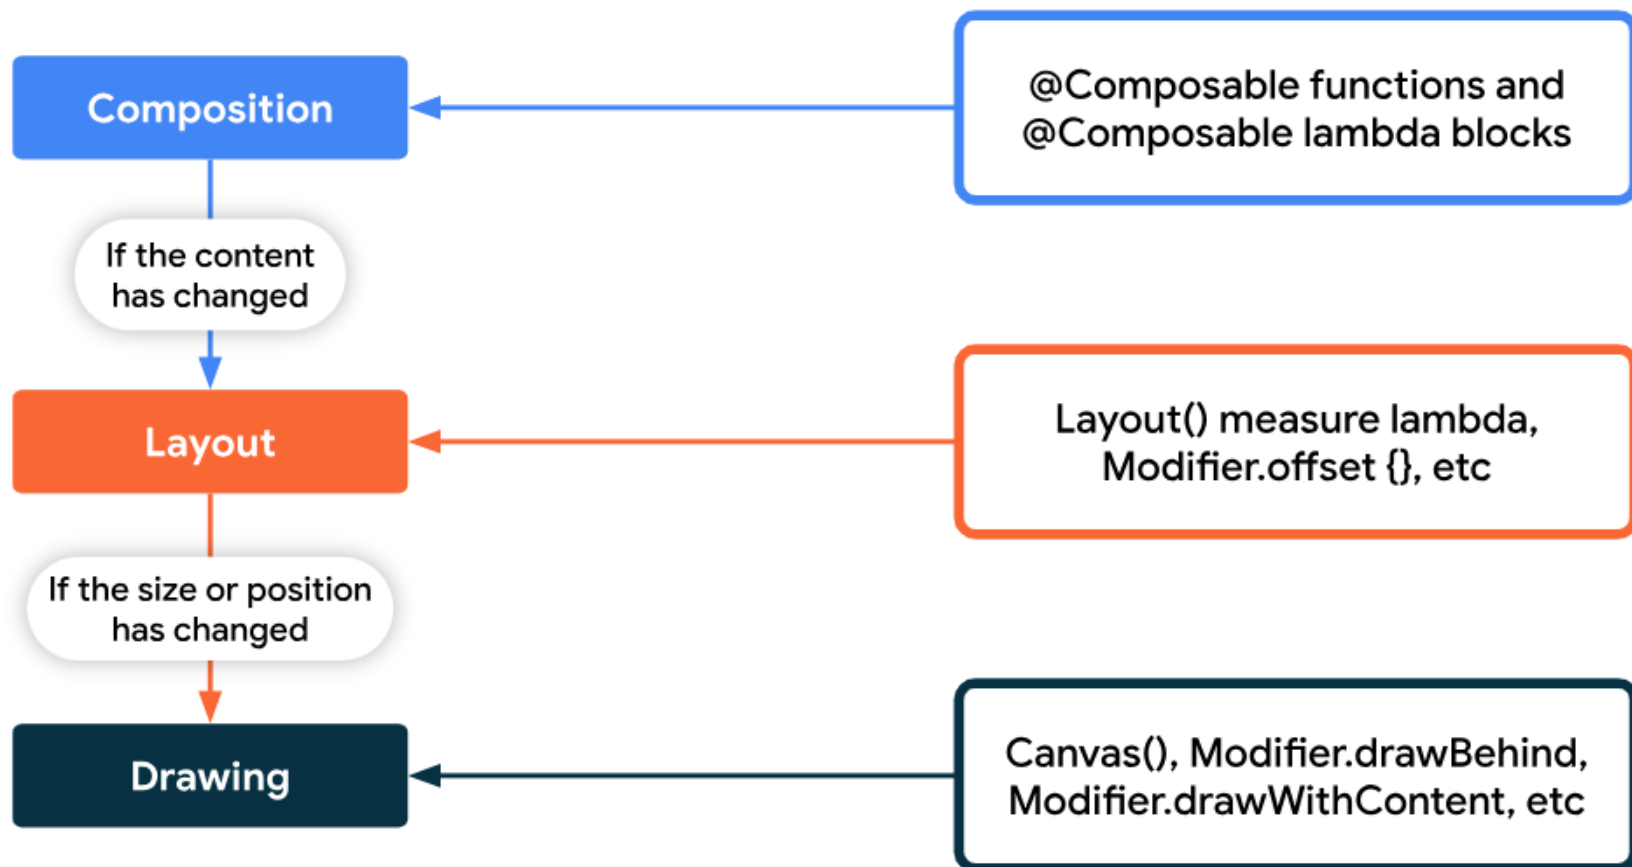 Composition
@Composable functions and
@Composable lambda blocks
If the content
has changed
Layout
Layout() measure lambda,
Modifier.offset {}, etc
If the size or position
has changed
Drawing
Canvas(), Modifier.drawBehind,
Modifier.drawWithContent, etc